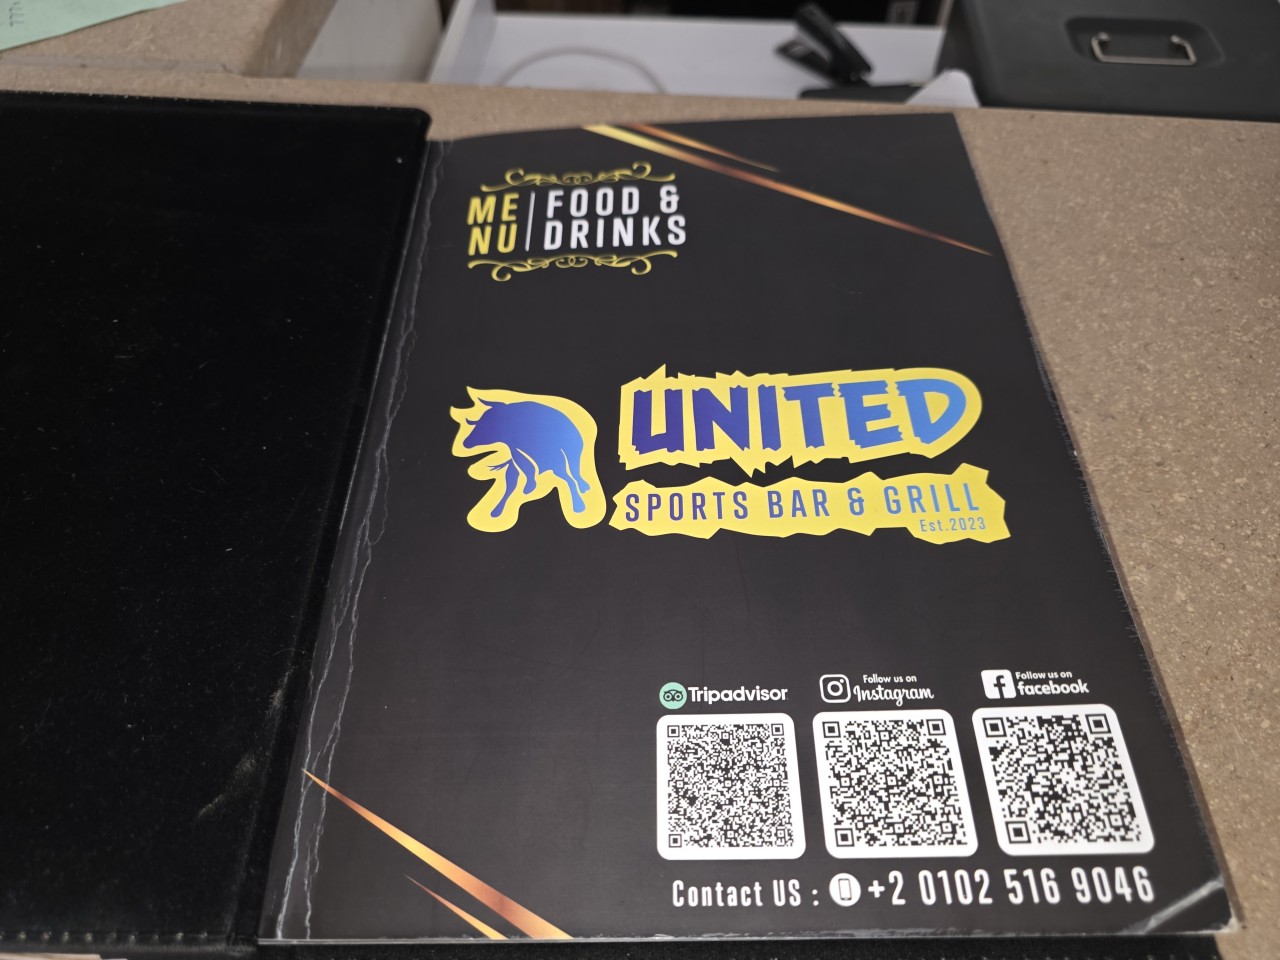 ME
NU
FOOD &
DRINKS
UNITED
SPORTS BAR & GRILL
Est.2023
Tripadvisor
Follow us on
Instagram
Follow us on
facebook
Contact US : +2 0102 516 9046